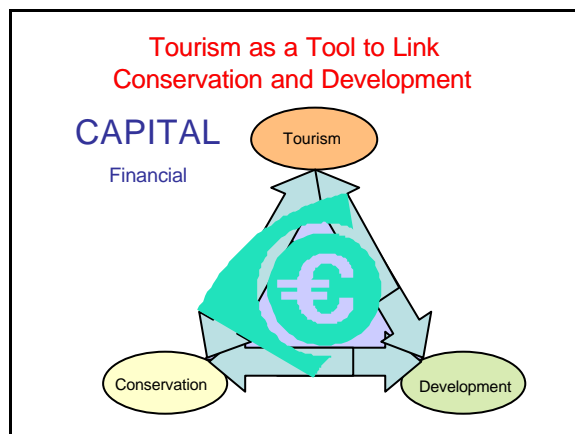 Tourism as a Tool to Link
Conservation and Development
CAPITAL
Financial
Tourism
€
Conservation
Development